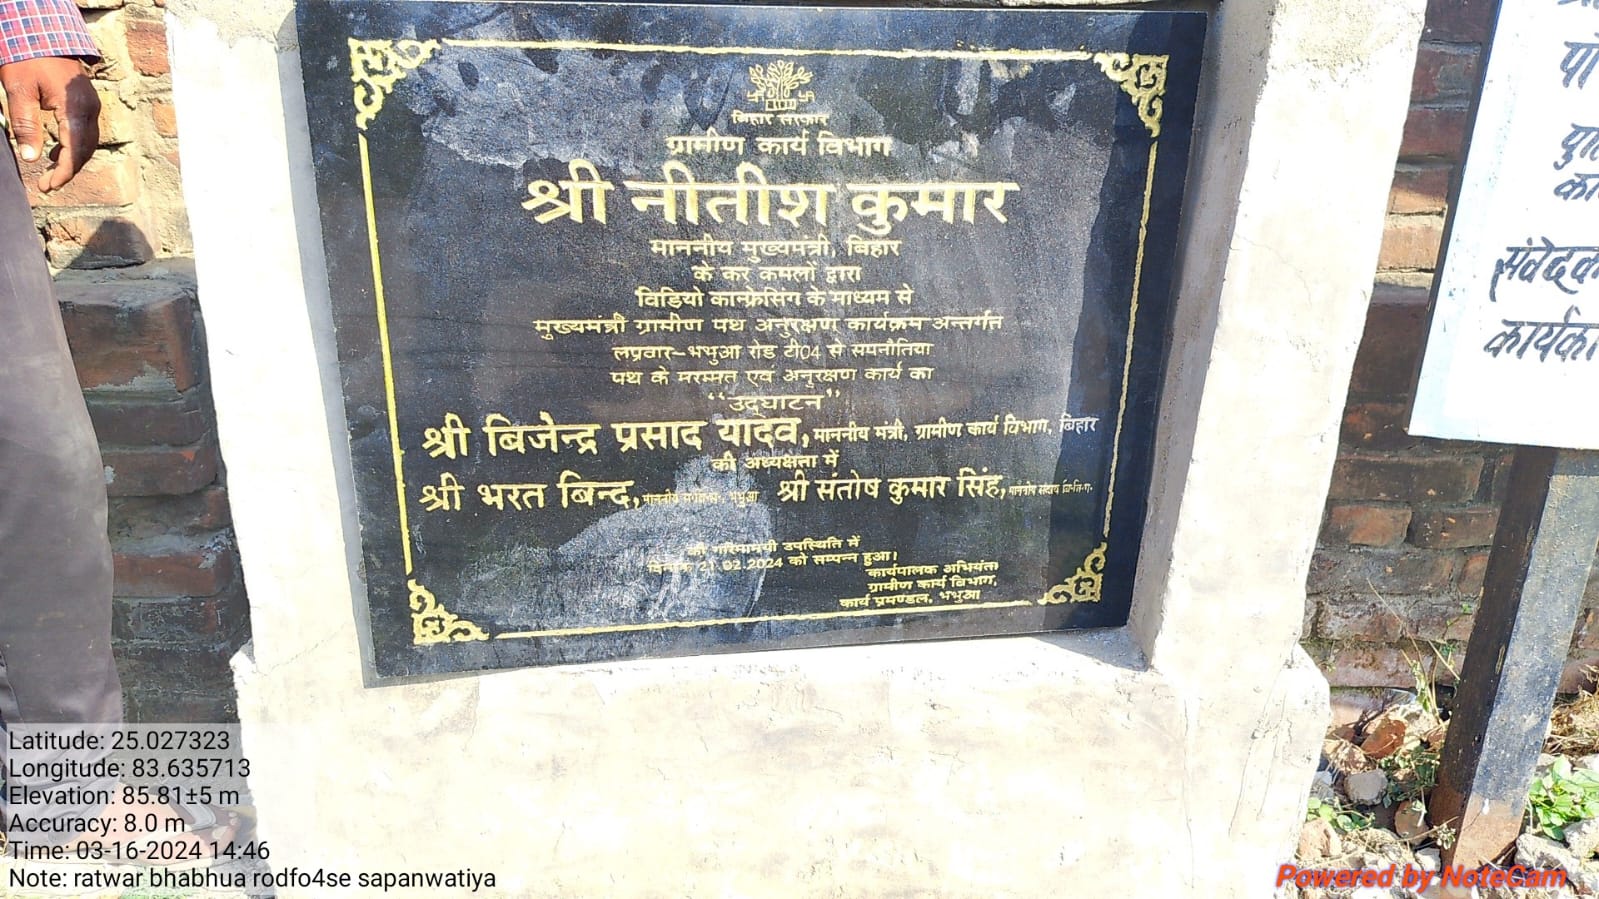 बिहार सरकार
ग्रामीण कार्य विभाग
श्री नीतीश कुमार
माननीय मुख्यमंत्री, बिहार
के कर कमलों द्वारा
विडियो कान्फ्रेसिंग के माध्यम से
मुख्यमंत्री ग्रामीण पथ अनुरक्षण कार्यक्रम अन्तर्गत
भभुआ रोड टी04 से सपनौतिया
पथ के मरम्मत एवं अनुरक्षण कार्य का
“उद्घाटन”
श्री बिजेन्द्र प्रसाद यादव, माननीय मंत्री, ग्रामीण कार्य विभाग, बिहार
की अध्यक्षता में
श्री भरत बिन्द, भभुआ श्री संतोष कुमार सिंह,
की गरिमामयी उपस्थिति में
दिनांक 21.02.2024 को सम्पन्न हुआ।
कार्यपालक अभियंता
ग्रामीण कार्य विभाग,
कार्य प्रमण्डल, भभुआ
Latitude: 25.027323
Longitude: 83.635713
Elevation: 85.81±5 m
Accuracy: 8.0 m
Time: 03-16-2024 14:46
Note: ratwar bhabhua rodfo4se sapanwatiya
Powered by NoteCam